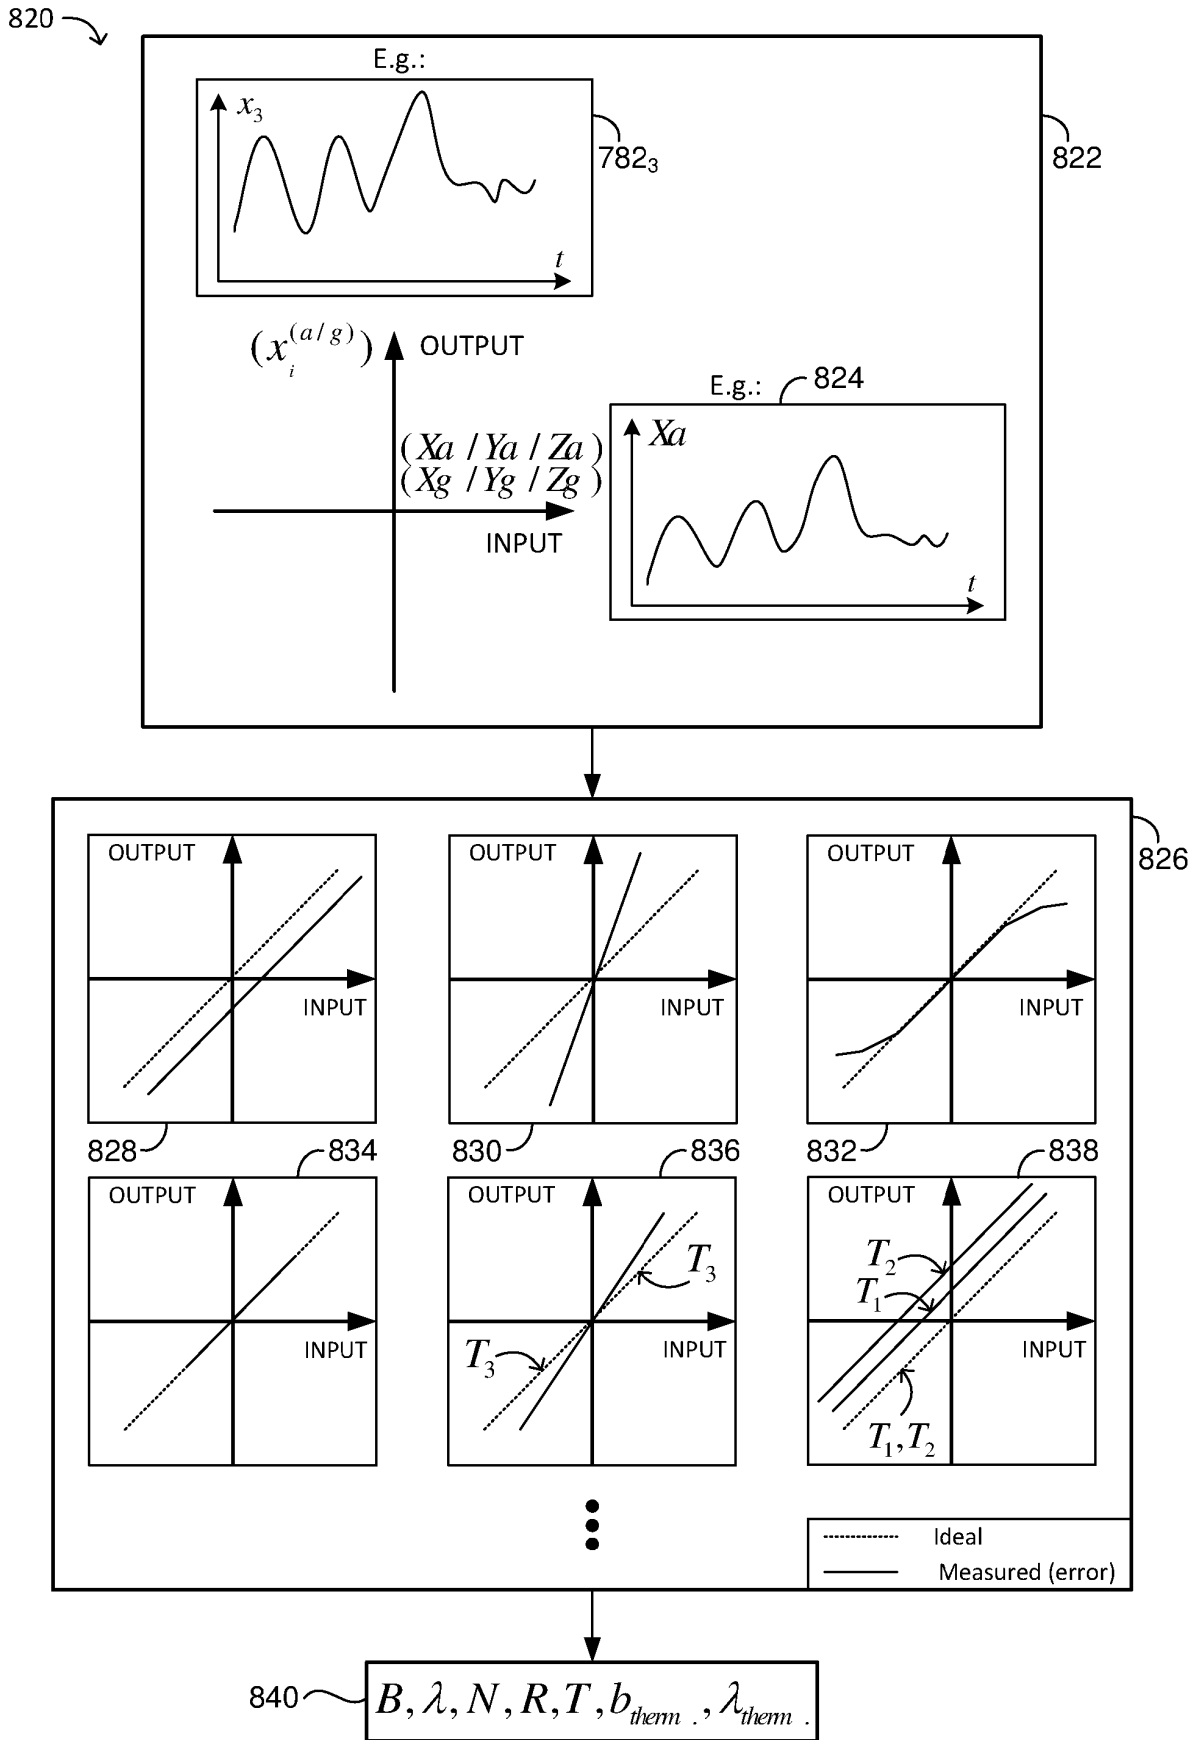 820
E.g.:
x₃
t
782₃
822
(xᵢ^(a/g))
OUTPUT
E.g.:
824
(Xa / Ya / Za)
(Xg / Yg / Zg)
INPUT
Xa
t
826
OUTPUT
INPUT
OUTPUT
INPUT
OUTPUT
INPUT
828
834
830
836
832
838
OUTPUT
INPUT
OUTPUT
T₃
T₃
INPUT
OUTPUT
T₂
T₁
INPUT
T₁, T₂
Ideal
Measured (error)
840
B, λ, N, R, T, b_therm ., λ_therm .